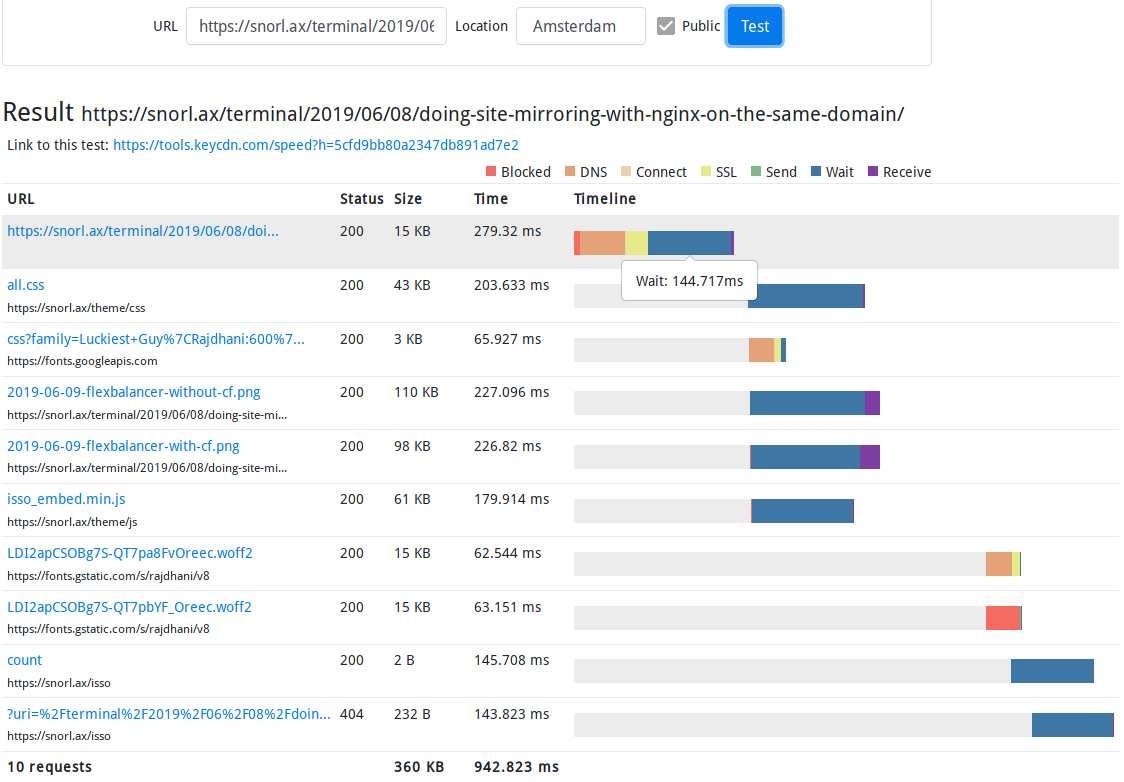 URL https://snorl.ax/terminal/2019/06 Location Amsterdam Public Test
Result https://snorl.ax/terminal/2019/06/08/doing-site-mirroring-with-nginx-on-the-same-domain/
Link to this test: https://tools.keycdn.com/speed?h=5cfd9bb80a2347db891ad7e2
Blocked DNS Connect SSL Send Wait Receive
URL Status Size Time Timeline
https://snorl.ax/terminal/2019/06/08/doi... 200 15 KB 279.32 ms
Wait: 144.717ms
all.css 200 43 KB 203.633 ms
https://snorl.ax/theme/css
css?family=Luckiest+Guy%7CRajdhani:600%7... 200 3 KB 65.927 ms
https://fonts.googleapis.com
2019-06-09-flexbalancer-without-cf.png 200 110 KB 227.096 ms
https://snorl.ax/terminal/2019/06/08/doing-site-mi...
2019-06-09-flexbalancer-with-cf.png 200 98 KB 226.82 ms
https://snorl.ax/terminal/2019/06/08/doing-site-mi...
isso_embed.min.js 200 61 KB 179.914 ms
https://snorl.ax/theme/js
LDI2apCSOBg7S-QT7pa8FvOreec.woff2 200 15 KB 62.544 ms
https://fonts.gstatic.com/s/rajdhani/v8
LDI2apCSOBg7S-QT7pbYF_Oreec.woff2 200 15 KB 63.151 ms
https://fonts.gstatic.com/s/rajdhani/v8
count 200 2 B 145.708 ms
https://snorl.ax/isso
?uri=%2Fterminal%2F2019%2F06%2F08%2Fdoin... 404 232 B 143.823 ms
https://snorl.ax/isso
10 requests 360 KB 942.823 ms